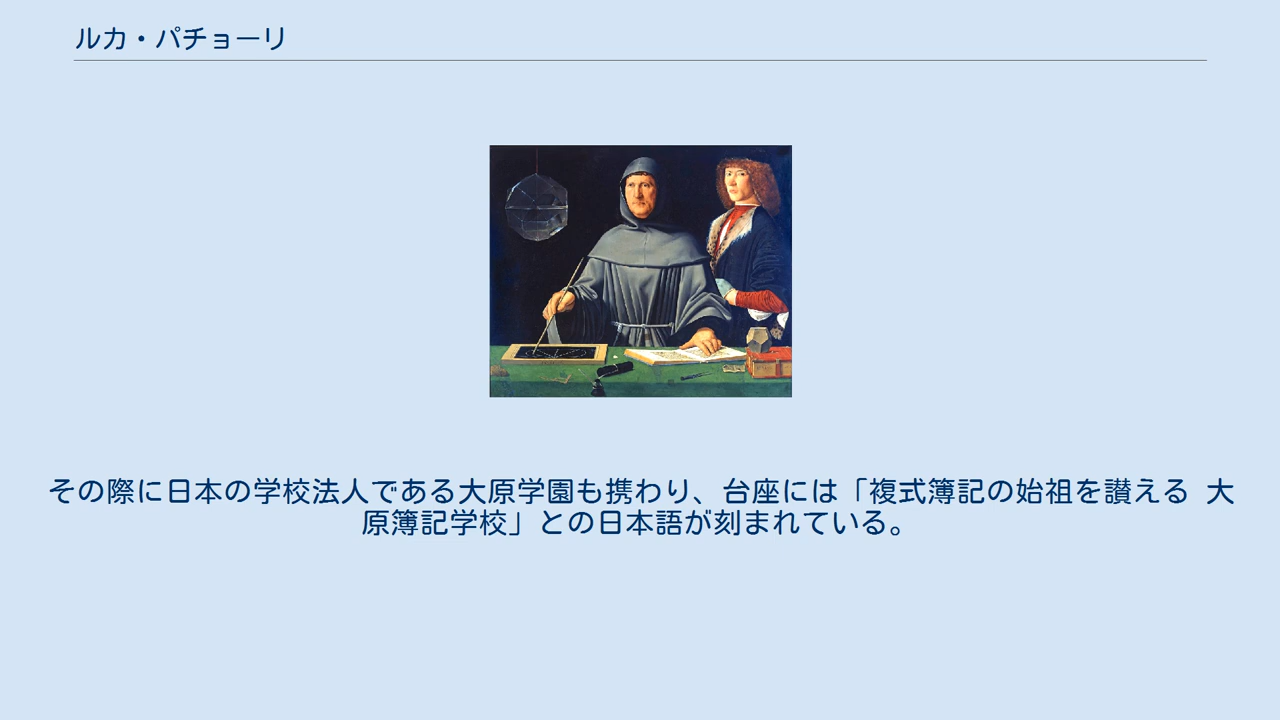 ルカ・パチョーリ
その際に日本の学校法人である大原学園も携わり、台座には「複式簿記の始祖を讃える 大
原簿記学校」との日本語が刻まれている。